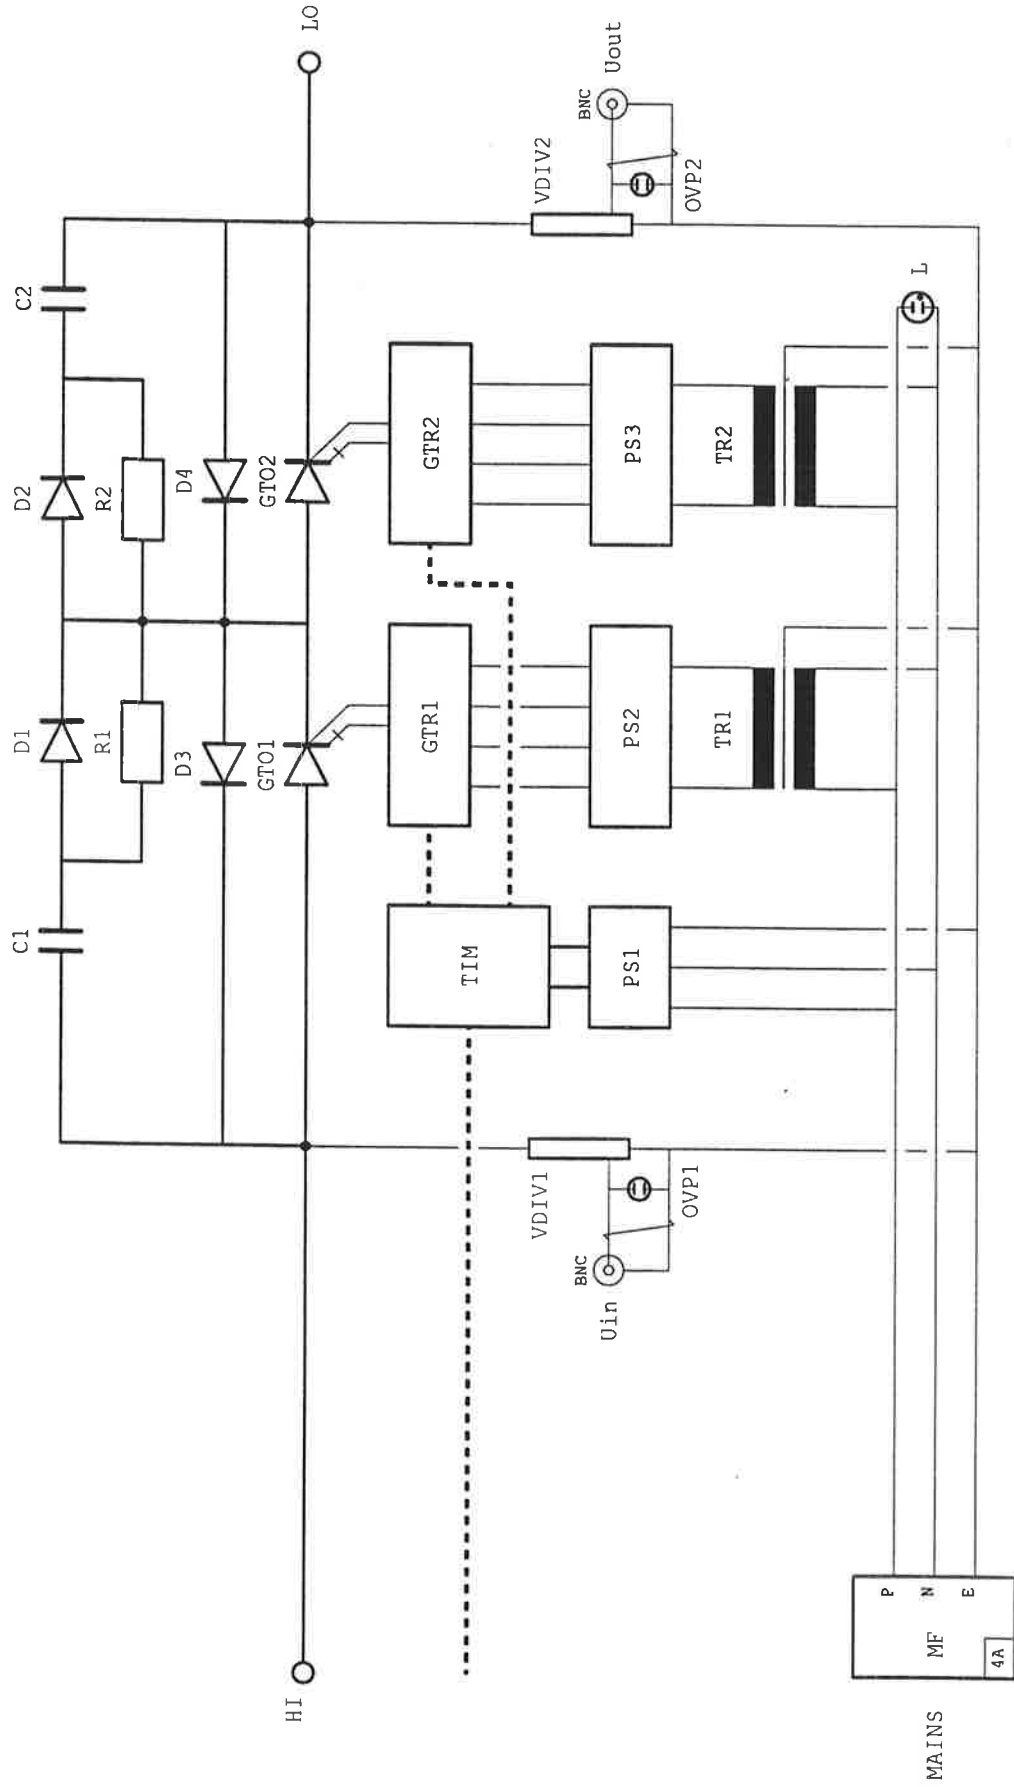 C1
D1
D2
C2
R1
R2
D3
D4
GTO1
GTO2
HI
LO
GTR1
GTR2
TIM
VDIV1
VDIV2
BNC
BNC
Uin
Uout
OVP1
OVP2
PS1
PS2
PS3
TR1
TR2
L
P
N
E
MF
4A
MAINS